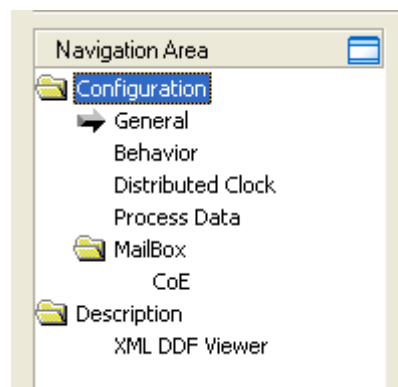 Navigation Area
Configuration
General
Behavior
Distributed Clock
Process Data
MailBox
CoE
Description
XML DDF Viewer